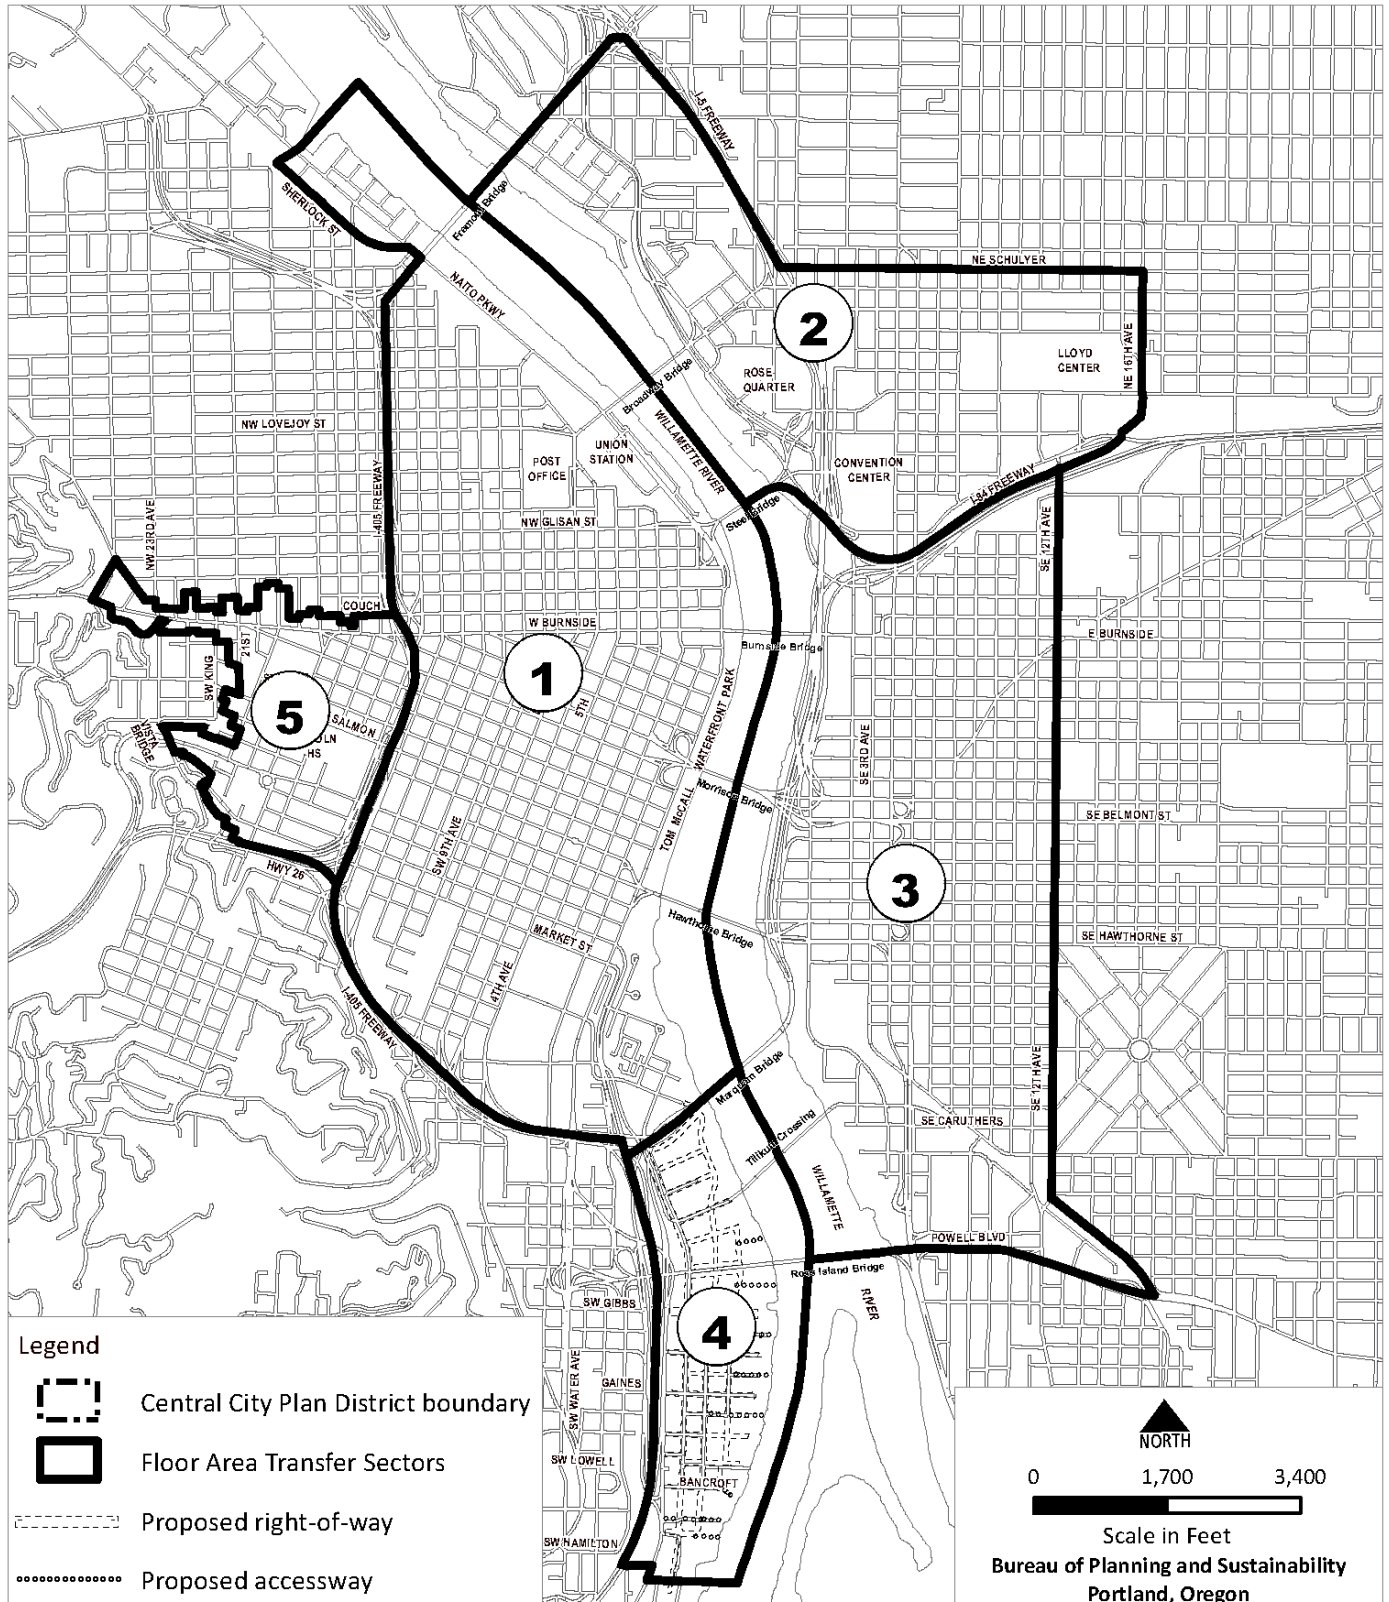 I-5 FREEWAY
SHERLOCK ST
Fremont Bridge
NE SCHULYER
NAITO PKWY
2
NE 16TH AVE
LLOYD
CENTER
ROSE
QUARTER
Broadway Bridge
NW LOVEJOY ST
WILLAMETTE RIVER
UNION
STATION
POST
OFFICE
CONVENTION
CENTER
I-405 FREEWAY
I-84 FREEWAY
NW 23RD AVE
NW GLISAN ST
Steel Bridge
SE 12TH AVE
COUCH
W BURNSIDE
E BURNSIDE
21ST
Burnside Bridge
SW KING
1
5TH
5
SALMON
HS
VISTA
BRIDGE
TOM McCALL WATERFRONT PARK
SE 3RD AVE
Morrison Bridge
SE BELMONT ST
SW 9TH AVE
HWY 26
3
Hawthorne Bridge
MARKET ST
SE HAWTHORNE ST
4TH AVE
I-405 FREEWAY
Marquam Bridge
SE 12TH AVE
SE CARUTHERS
Tilikum Crossing
WILLAMETTE
RIVER
POWELL BLVD
Ross Island Bridge
SW GIBBS
4
SW WATER AVE
GAINES
SW LOWELL
BANCROFT
SW HAMILTON
Legend
Central City Plan District boundary
Floor Area Transfer Sectors
Proposed right-of-way
Proposed accessway
NORTH
0 1,700 3,400
Scale in Feet
Bureau of Planning and Sustainability
Portland, Oregon